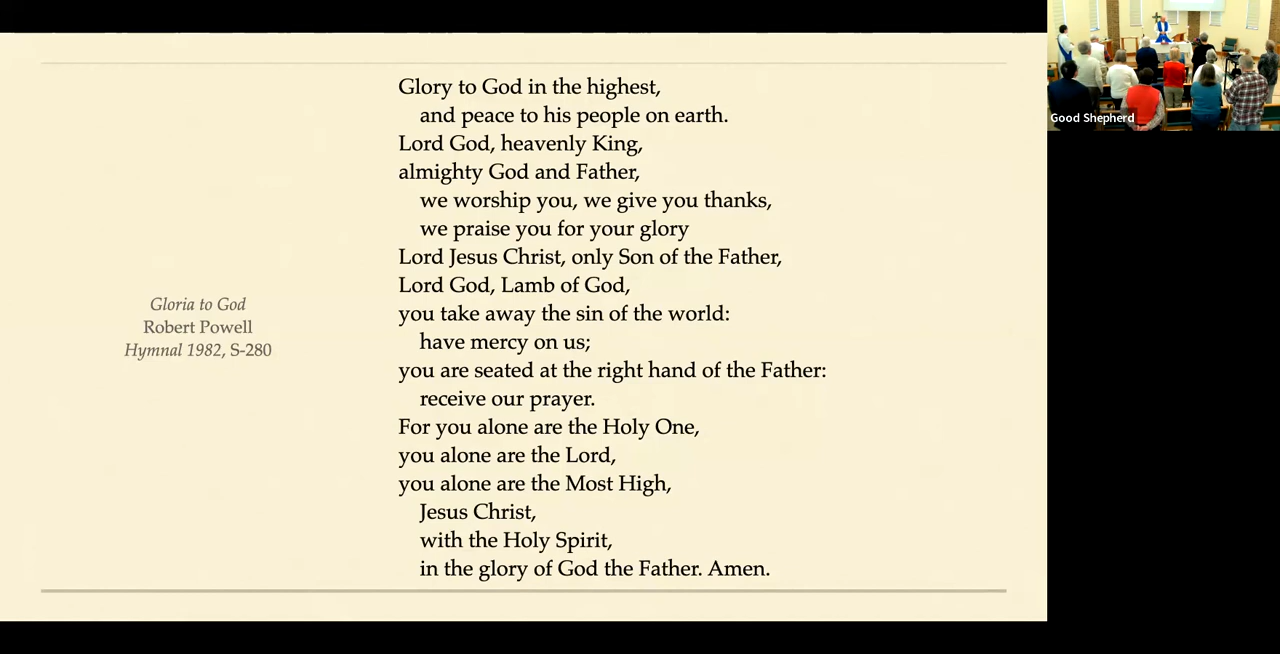 Glory to God in the highest,
and peace to his people on earth.
Lord God, heavenly King,
almighty God and Father,
we worship you, we give you thanks,
we praise you for your glory
Lord Jesus Christ, only Son of the Father,
Lord God, Lamb of God,
you take away the sin of the world:
have mercy on us;
you are seated at the right hand of the Father:
receive our prayer.
For you alone are the Holy One,
you alone are the Lord,
you alone are the Most High,
Jesus Christ,
with the Holy Spirit,
in the glory of God the Father. Amen.
Gloria to God
Robert Powell
Hymnal 1982, S-280
Good Shepherd